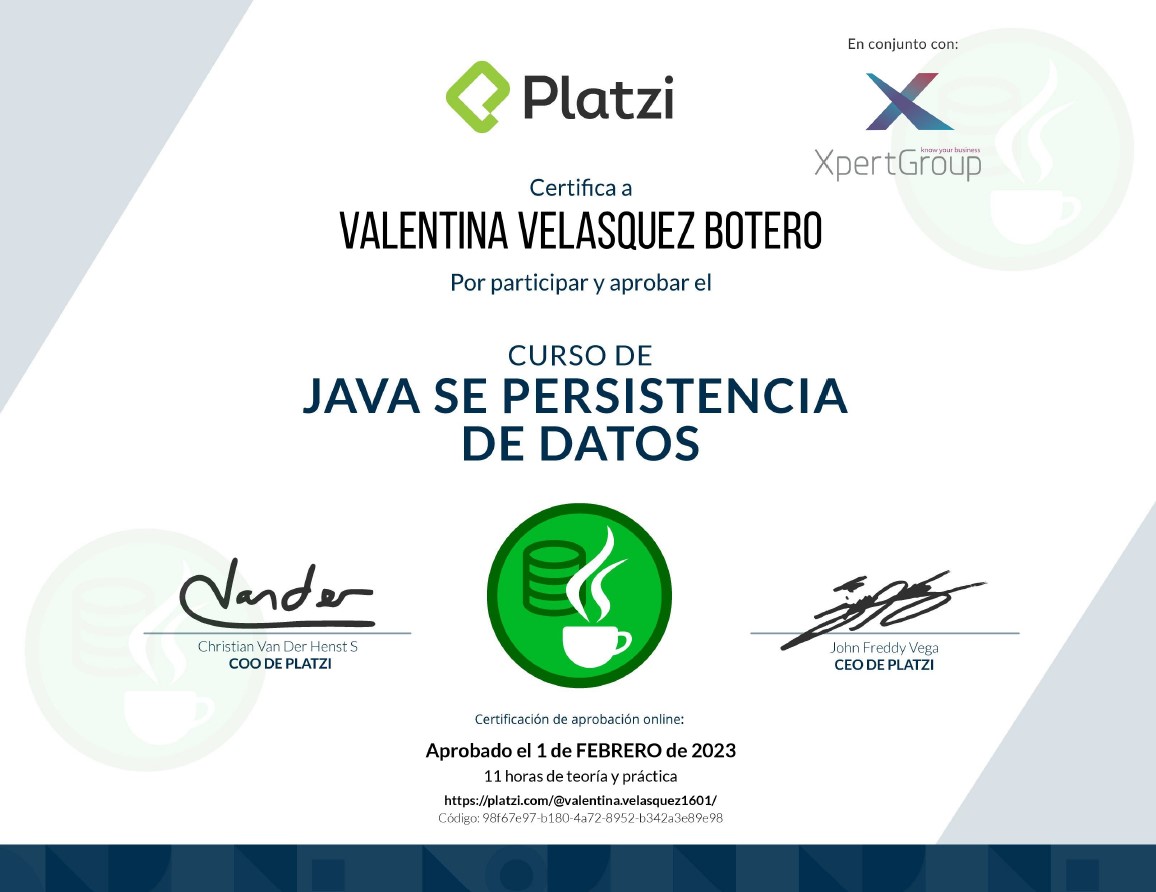 En conjunto con:
Platzi
know your business
XpertGroup
Certifica a
VALENTINA VELASQUEZ BOTERO
Por participar y aprobar el
CURSO DE
JAVA SE PERSISTENCIA
DE DATOS
Vander
Christian Van Der Henst S
COO DE PLATZI
John Freddy Vega
CEO DE PLATZI
Certificación de aprobación online:
Aprobado el 1 de FEBRERO de 2023
11 horas de teoría y práctica
https://platzi.com/@valentina.velasquez1601/
Código: 98f67e97-b180-4a72-8952-b342a3e89e98